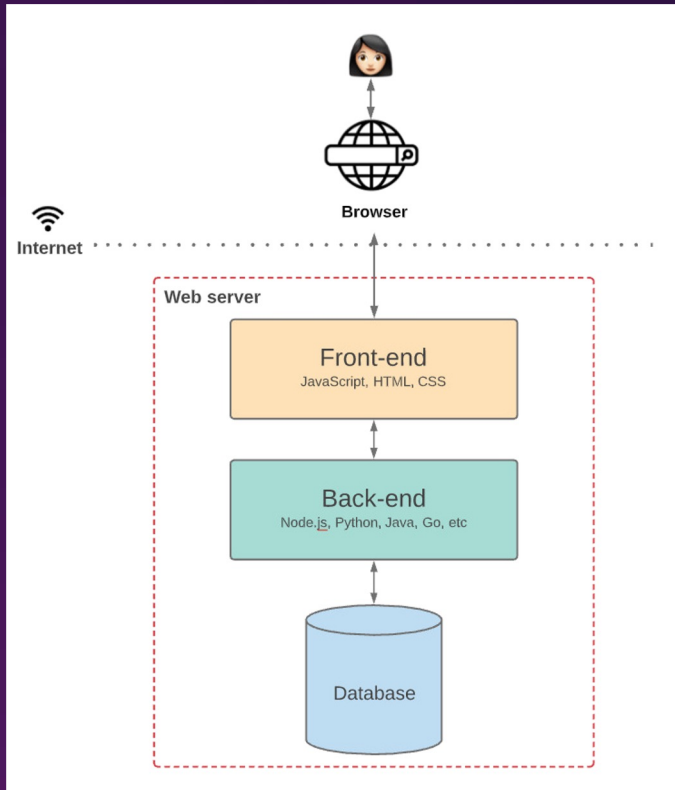 Browser
Internet
Web server
Front-end
JavaScript, HTML, CSS
Back-end
Node.js, Python, Java, Go, etc
Database